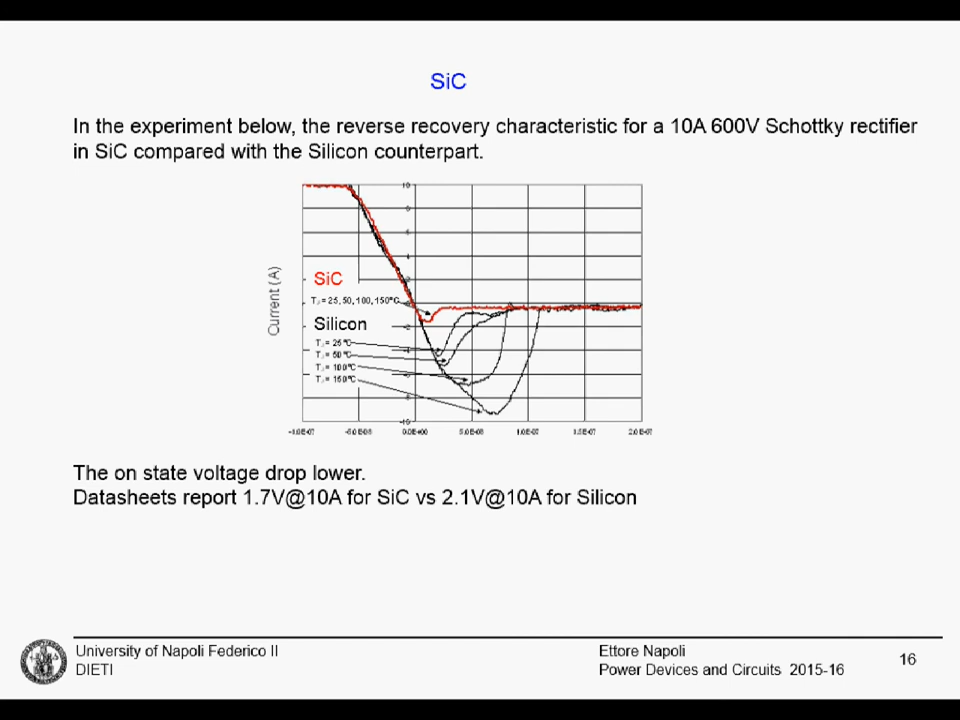 SiC
In the experiment below, the reverse recovery characteristic for a 10A 600V Schottky rectifier
in SiC compared with the Silicon counterpart.
10
Current (A)
SiC
T = 25, 50, 100, 150°C
Silicon
T = 25°C
T = 50°C
T = 100°C
T = 150°C
-10
-1.0E-07 -5.0E-08 0.0E+00 5.0E-08 1.0E-07 1.5E-07 2.0E-07
The on state voltage drop lower.
Datasheets report 1.7V@10A for SiC vs 2.1V@10A for Silicon
University of Napoli Federico II
DIETI
Ettore Napoli
Power Devices and Circuits 2015-16
16